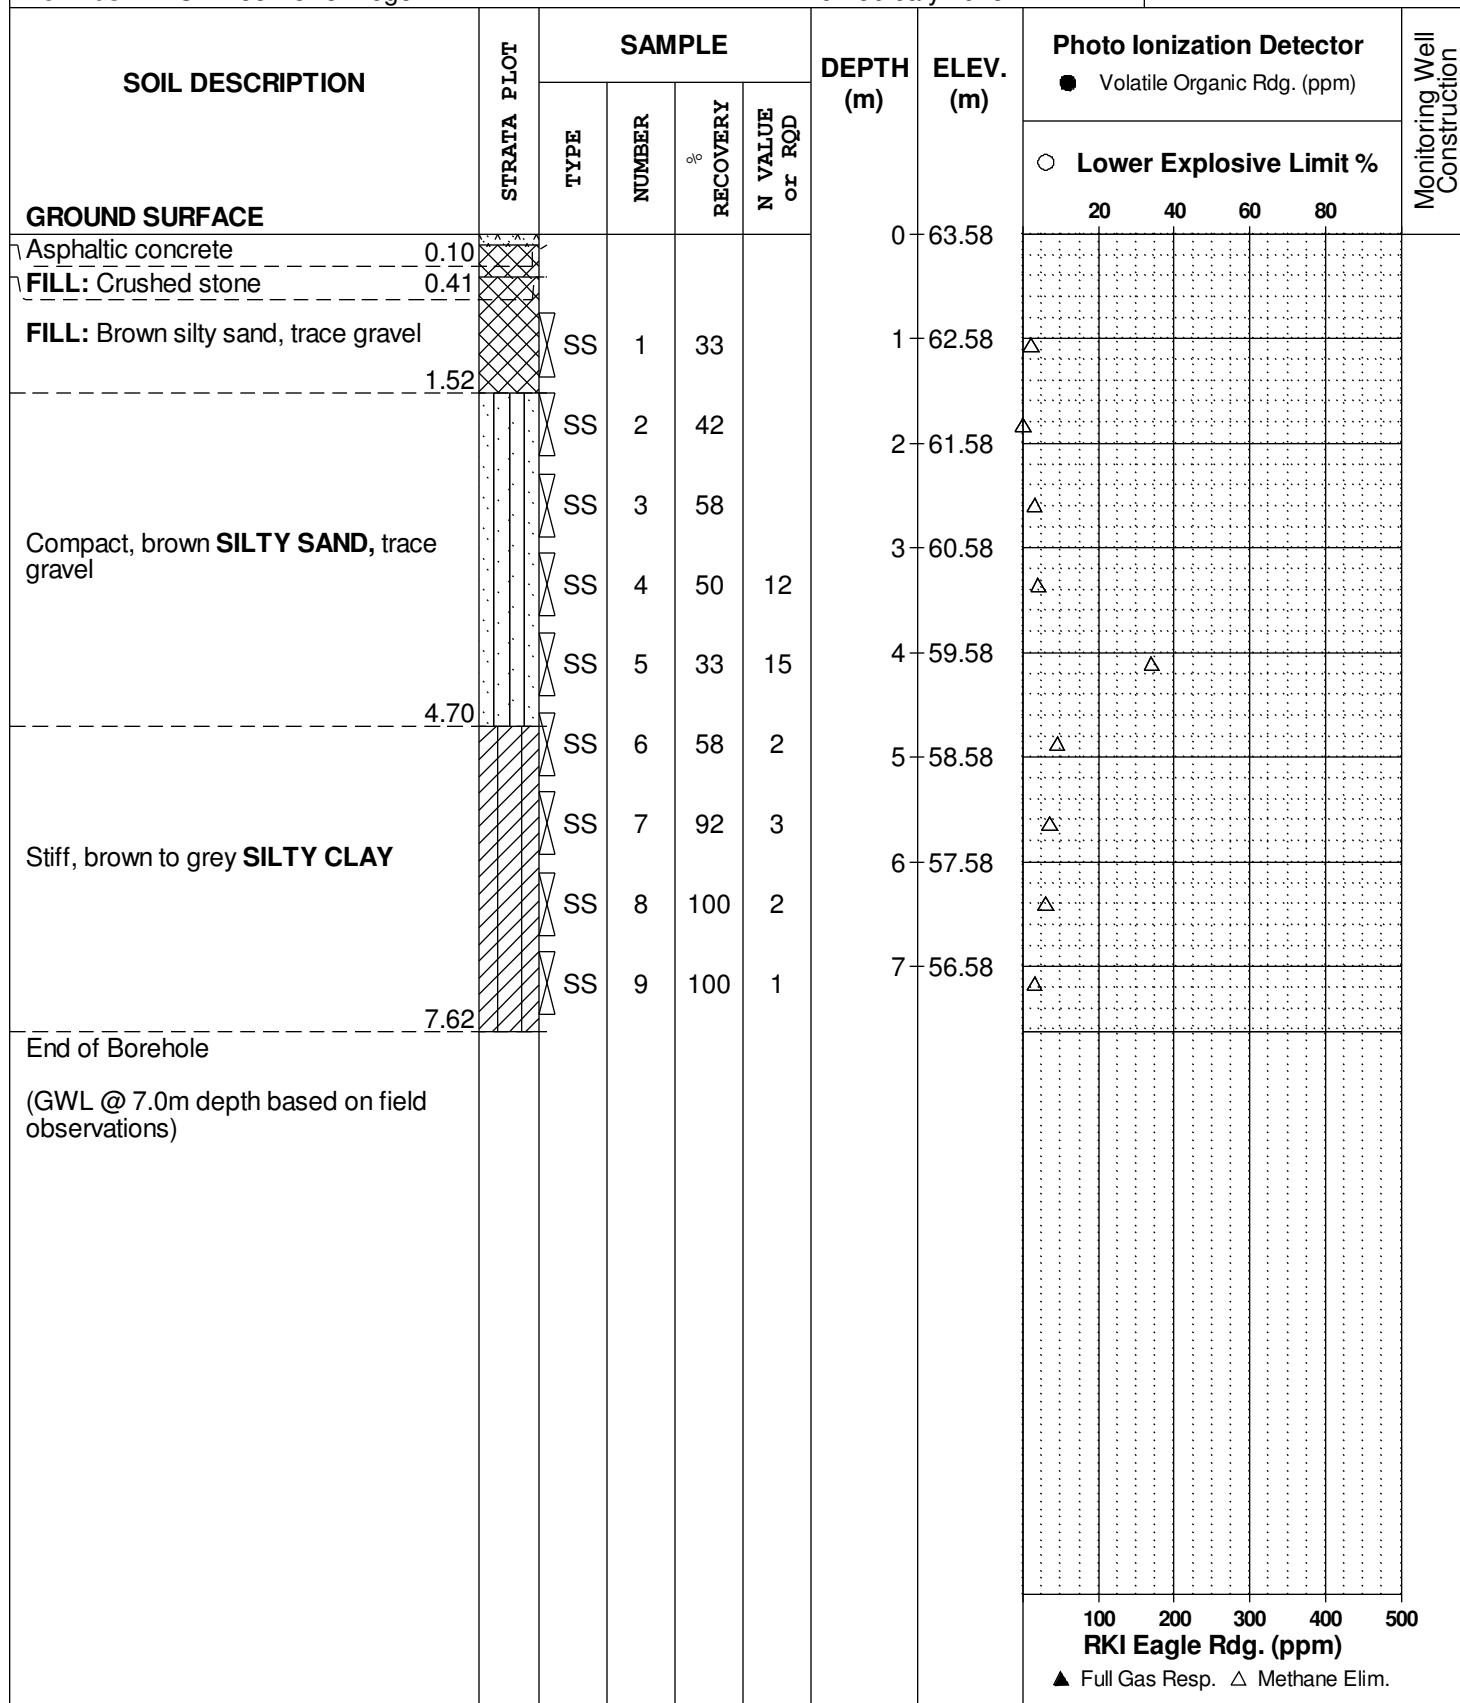 SOIL DESCRIPTION
GROUND SURFACE
STRATA PLOT
SAMPLE
TYPE
NUMBER
% RECOVERY
N VALUE or RQD
DEPTH (m)
ELEV. (m)
Photo Ionization Detector
● Volatile Organic Rdg. (ppm)
○ Lower Explosive Limit %
20 40 60 80
Monitoring Well Construction
0 63.58
Asphaltic concrete 0.10
FILL: Crushed stone 0.41
FILL: Brown silty sand, trace gravel
SS 1 33
1 62.58
1.52
SS 2 42
2 61.58
SS 3 58
Compact, brown SILTY SAND, trace
gravel
3 60.58
SS 4 50 12
SS 5 33 15
4 59.58
4.70
SS 6 58 2
5 58.58
SS 7 92 3
Stiff, brown to grey SILTY CLAY
6 57.58
SS 8 100 2
7 56.58
SS 9 100 1
7.62
End of Borehole
(GWL @ 7.0m depth based on field
observations)
100 200 300 400 500
RKI Eagle Rdg. (ppm)
▲ Full Gas Resp. △ Methane Elim.